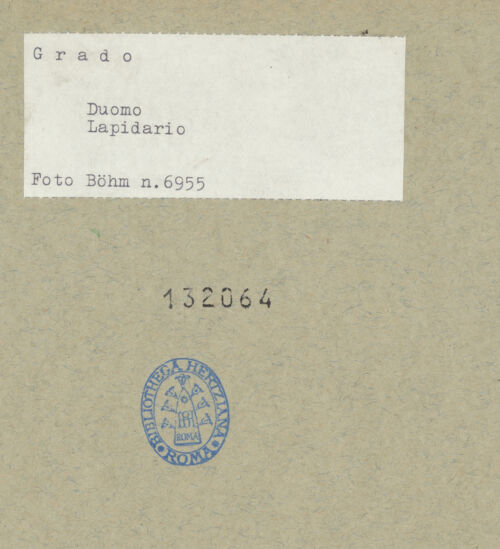 Grado
Duomo
Lapidario
Foto Böhm n.6955
132064
BIBLIOTHECA HERTZIANA
ROMA
ROMA